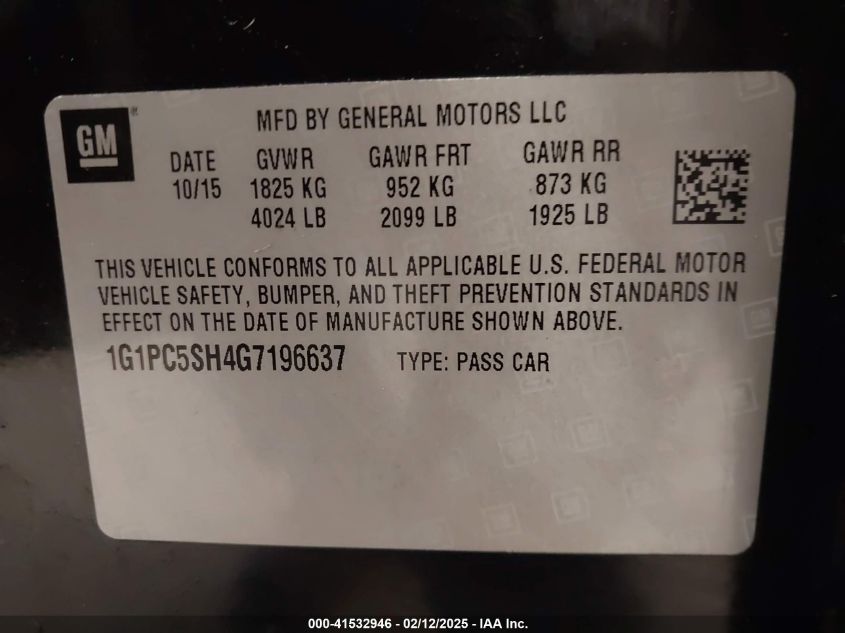 GM
MFD BY GENERAL MOTORS LLC
DATE GVWR GAWR FRT GAWR RR
10/15 1825 KG 952 KG 873 KG
4024 LB 2099 LB 1925 LB
THIS VEHICLE CONFORMS TO ALL APPLICABLE U.S. FEDERAL MOTOR
VEHICLE SAFETY, BUMPER, AND THEFT PREVENTION STANDARDS IN
EFFECT ON THE DATE OF MANUFACTURE SHOWN ABOVE.
1G1PC5SH4G7196637 TYPE: PASS CAR
000-41532946 - 02/12/2025 - IAA Inc.